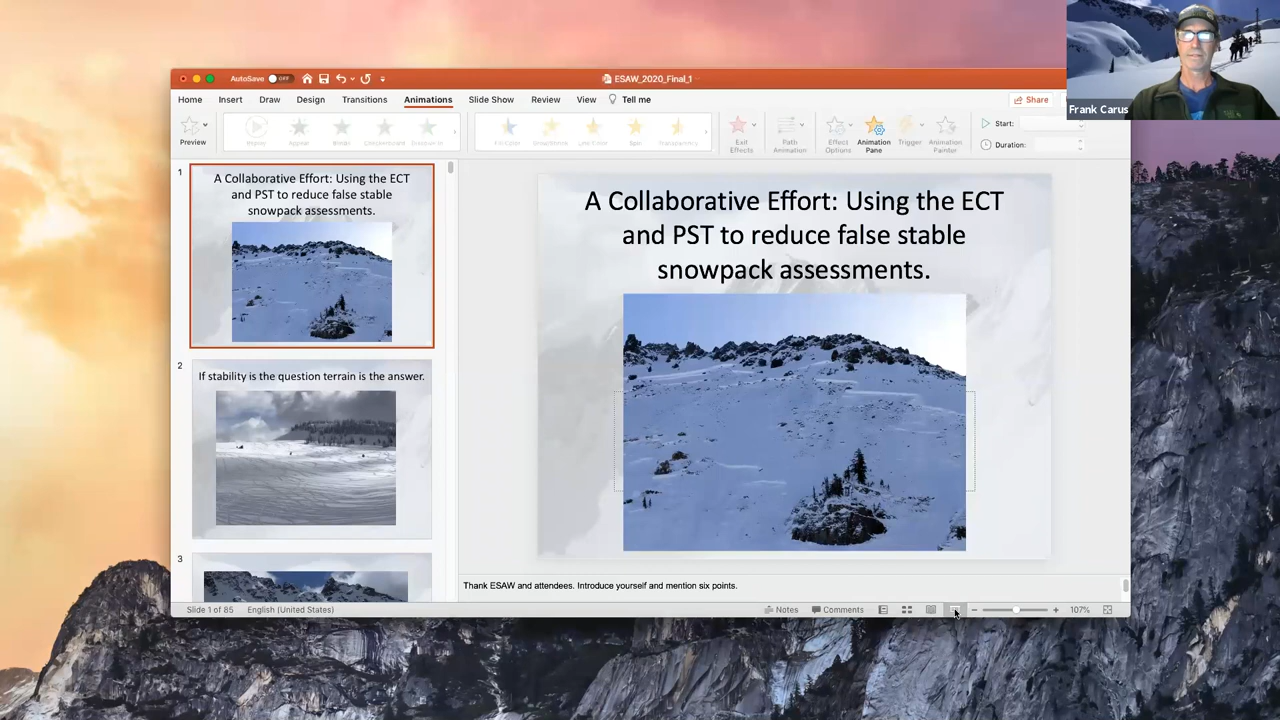 AutoSave OFF
ESAW_2020_Final_1
Home Insert Draw Design Transitions Animations Slide Show Review View Tell me
Share
Frank Carus
Preview
Exit Effects
Path Animation
Effect Options
Animation Pane
Trigger
Animation Painter
Start:
Duration:
1
A Collaborative Effort: Using the ECT
and PST to reduce false stable
snowpack assessments.
2
If stability is the question terrain is the answer.
3
A Collaborative Effort: Using the ECT
and PST to reduce false stable
snowpack assessments.
Thank ESAW and attendees. Introduce yourself and mention six points.
Slide 1 of 85 English (United States)
Notes Comments 107%